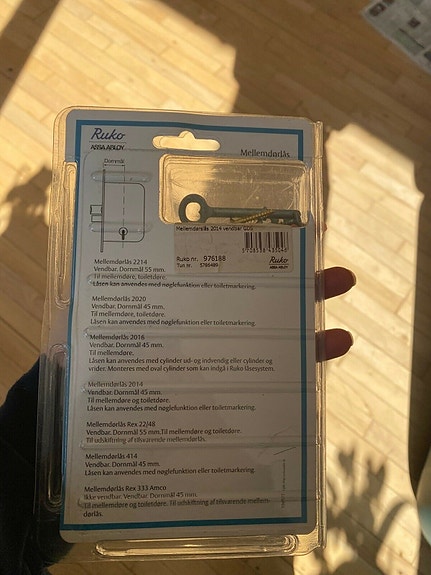 Ruko
ASSA ABLOY
Mellemdørlås
Dornmål
Mellemdørslås 2014 vendbar
Ruko nr. 976188
Tun nr. 5786499
Ruko
ASSA ABLOY
Mellemdørlås 2214
Vendbar. Dornmål 55 mm.
Til mellemdøre, toiletdøre.
Låsen kan anvendes med nøglefunktion eller toiletmarkering.
Mellemdørlås 2020
Vendbar. Dornmål 45 mm.
Til mellemdøre, toiletdøre.
Låsen kan anvendes med nøglefunktion eller toiletmarkering.
Mellemdørlås 2016
Vendbar. Dornmål 45 mm.
Til mellemdøre.
Låsen kan anvendes med cylinder ud- og indvendig eller cylinder og
vrider. Monteres med oval cylinder som kan indgå i Ruko låsesystem.
Mellemdørlås 2014
Vendbar. Dornmål 45 mm.
Til mellemdøre og toiletdøre.
Låsen kan anvendes med nøglefunktion eller toiletmarkering.
Mellemdørlås Rex 22/48
Vendbar. Dornmål 55 mm.Til mellemdøre og toiletdøre.
Til udskiftning af tilsvarende mellemdørlås.
Mellemdørlås 414
Vendbar. Dornmål 45 mm.
Låsen kan anvendes med nøglefunktion eller toiletmarkering.
Mellemdørlås Rex 333 Amco
Ikke vendbar. Dornmål 45 mm.
Til mellemdøre og toiletdøre. Til udskiftning af tilsvarende mellem-
dørlås.